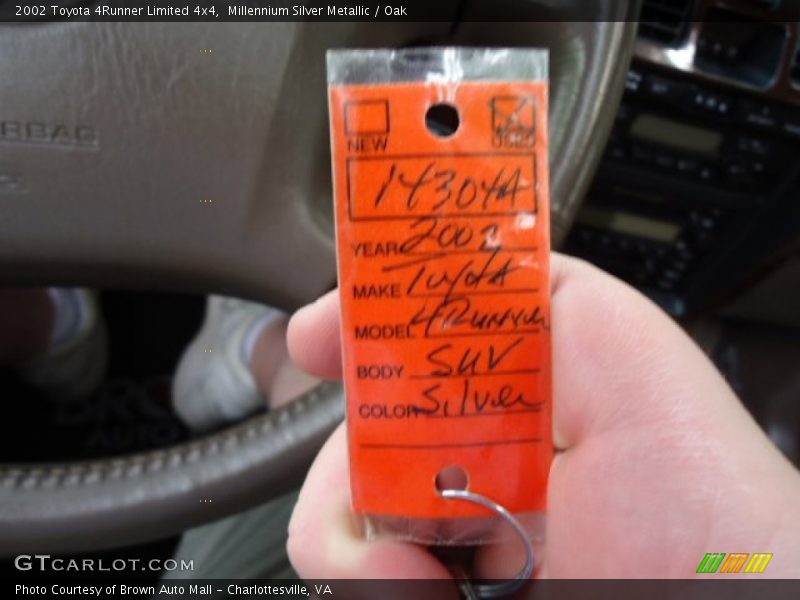 2002 Toyota 4Runner Limited 4x4,  Millennium Silver Metallic / Oak
RBAG
NEW USED
14304A
YEAR 2002
MAKE Toyota
MODEL 4Runner
BODY SUV
COLOR Silver
GTCARLOT.COM
Photo Courtesy of Brown Auto Mall – Charlottesville, VA